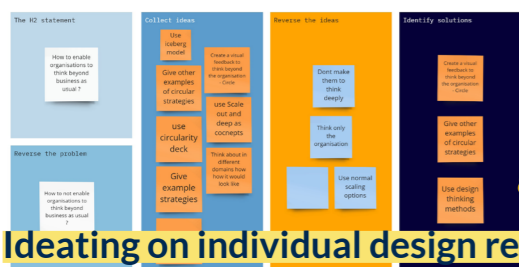 The H2 statement
How to enable
organisations to
think beyond
business as
usual ?
Reverse the problem
How to not enable
organisations to
think beyond
business as usual
?
Collect ideas
Use
iceberg
model
Give other
examples
of circular
strategies
use
circularity
deck
Give
example
strategies
Create a visual
feedback to
think beyond
the organisation
- Circle
use Scale
out and
deep as
cocnepts
Think about in
different
domains how
how it would
look like
Reverse the ideas
Dont make
them to
think
deeply
Think only
the
organisation
Use normal
scaling
options
Identify solutions
Create a visual
feedback to
think beyond
the organisation
- Circle
Give other
examples
of circular
strategies
Use design
thinking
methods
Ideating on individual design re